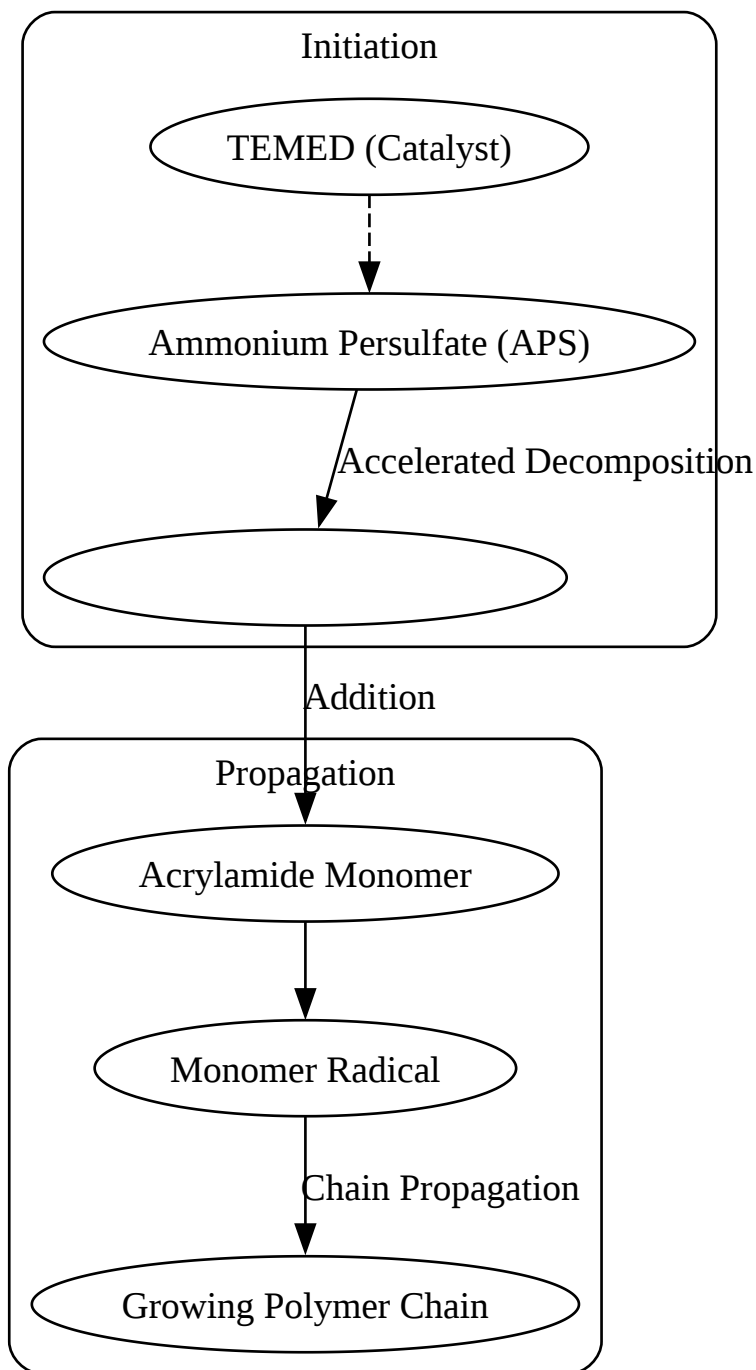 Initiation
TEMED (Catalyst)
Ammonium Persulfate (APS)
Accelerated Decomposition
Addition
Propagation
Acrylamide Monomer
Monomer Radical
Chain Propagation
Growing Polymer Chain